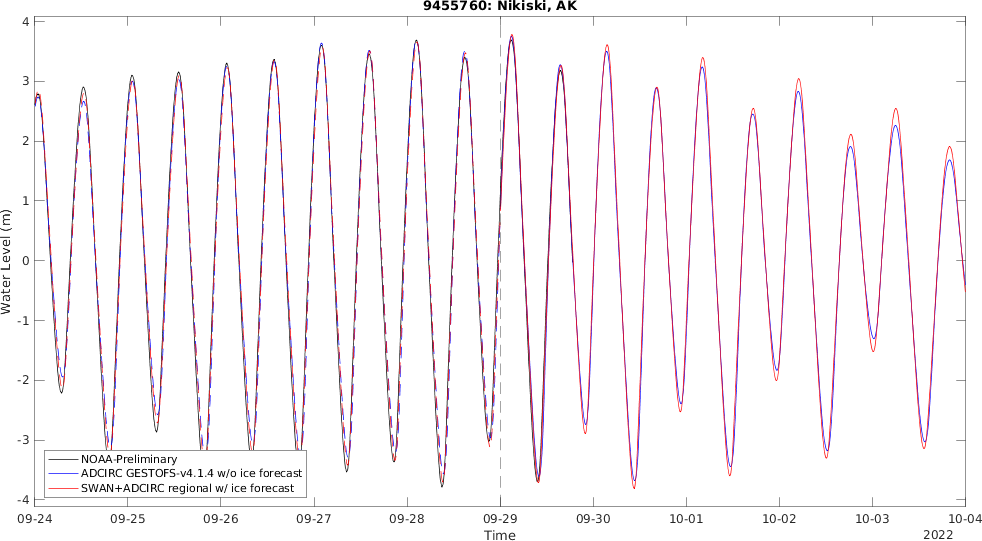 9455760: Nikiski, AK
4
3
2
1
0
-1
-2
-3
-4
Water Level (m)
NOAA-Preliminary
ADCIRC GESTOFS-v4.1.4 w/o ice forecast
SWAN+ADCIRC regional w/ ice forecast
09-24 09-25 09-26 09-27 09-28 09-29 09-30 10-01 10-02 10-03 10-04
Time
2022